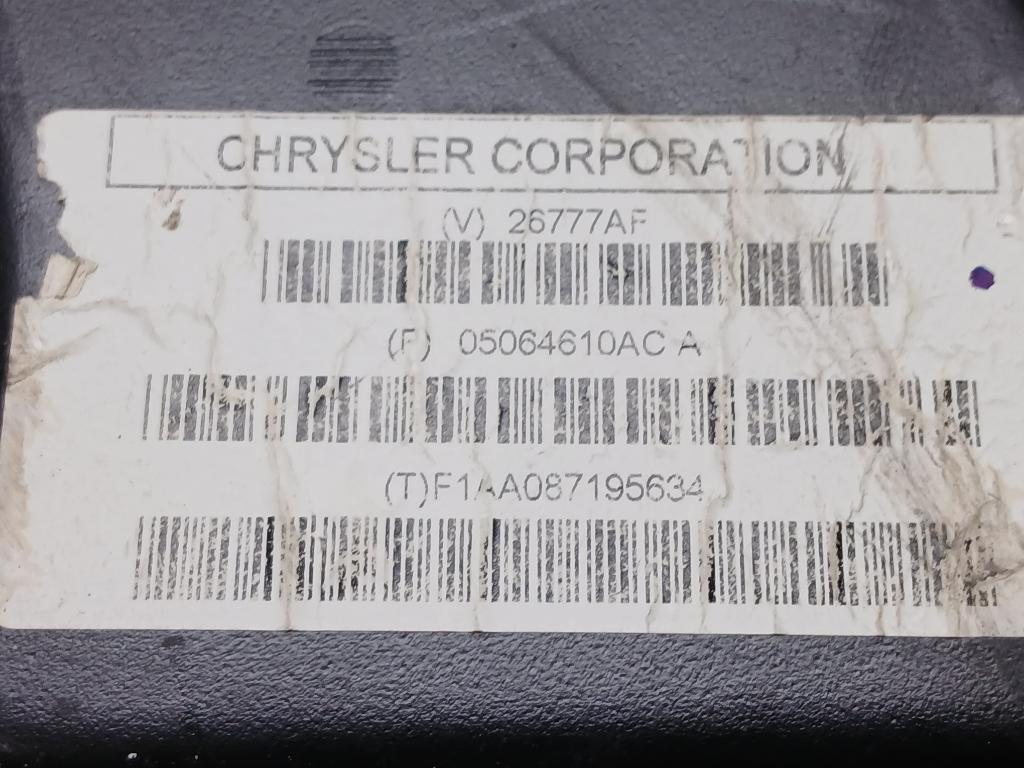 CHRYSLER CORPORATION
(V) 26777AF
(P) 05064610AC A
(T)F1AA087195634